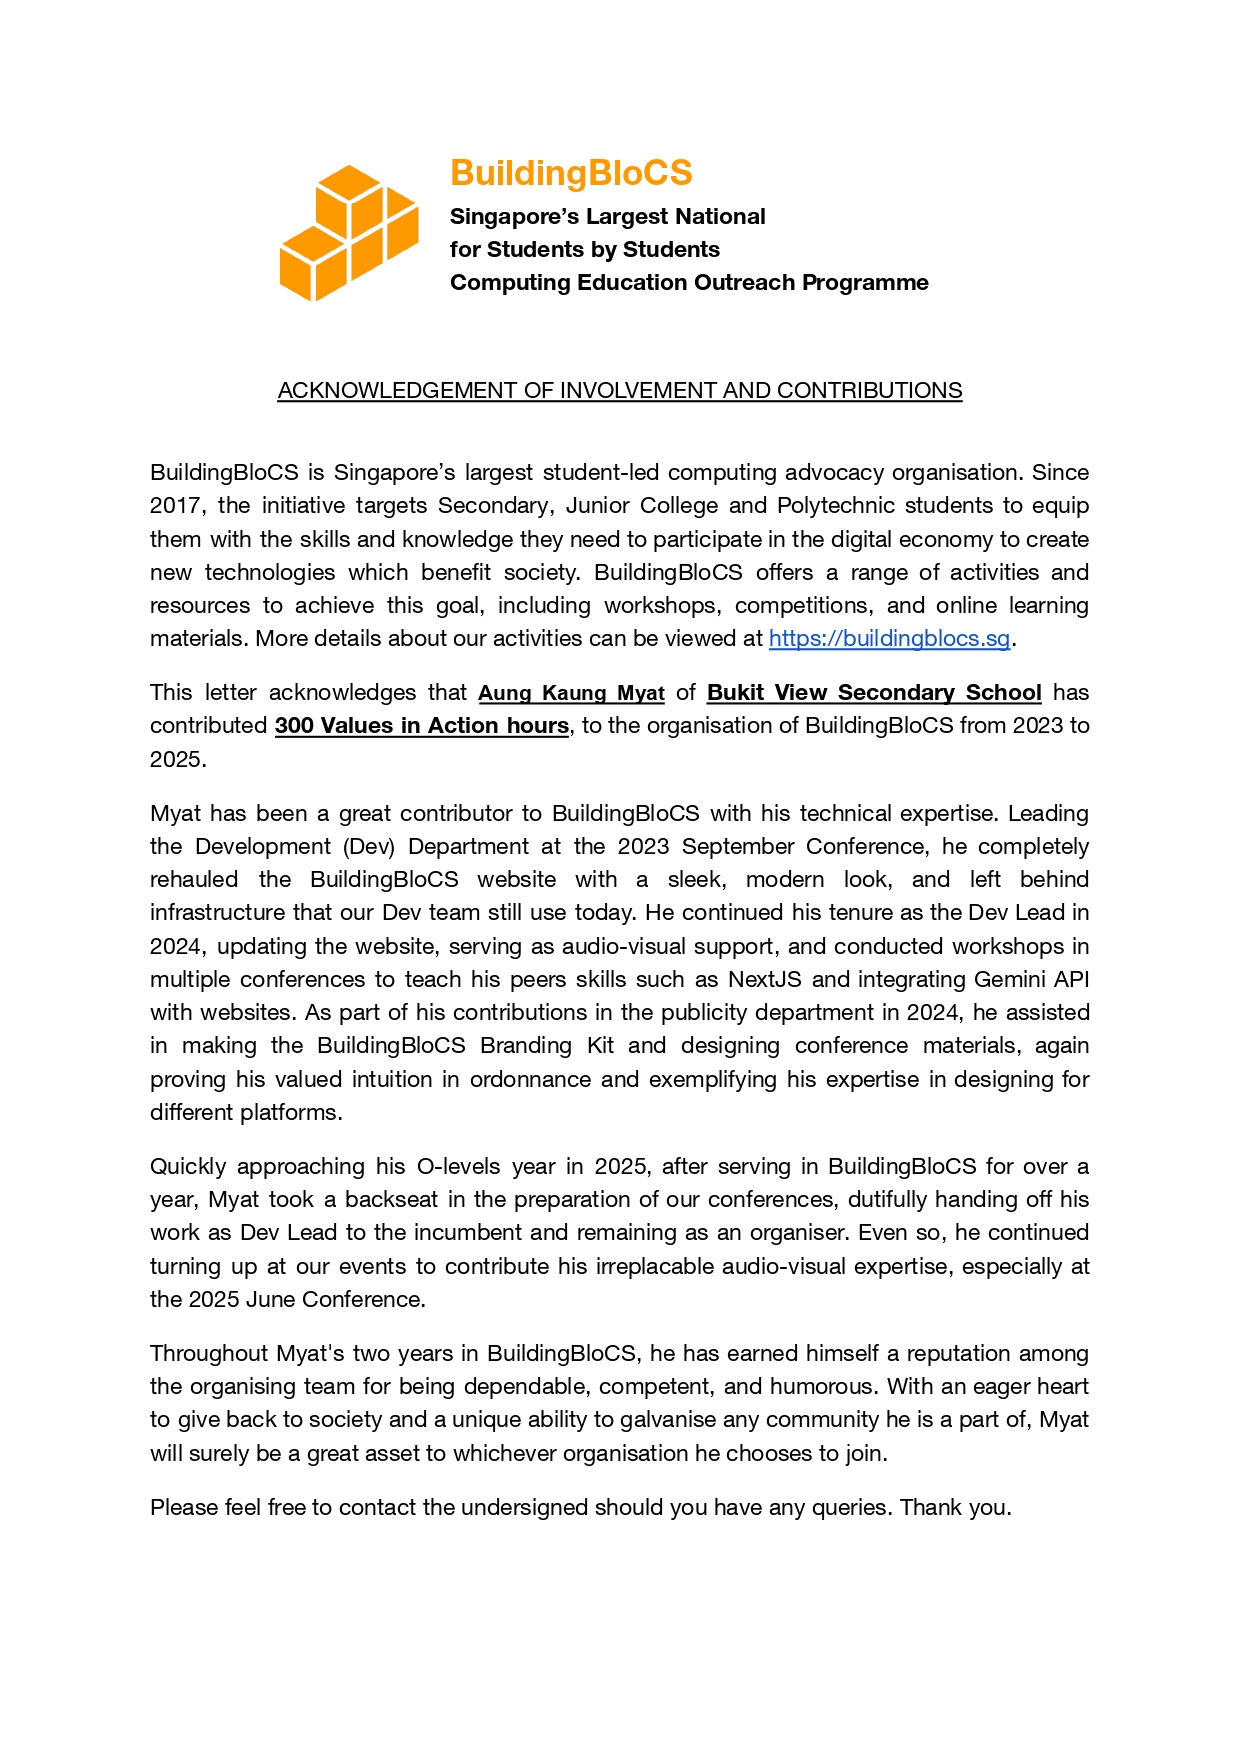 BuildingBloCS
Singapore’s Largest National
for Students by Students
Computing Education Outreach Programme
ACKNOWLEDGEMENT OF INVOLVEMENT AND CONTRIBUTIONS
BuildingBloCS is Singapore’s largest student-led computing advocacy organisation. Since
2017, the initiative targets Secondary, Junior College and Polytechnic students to equip
them with the skills and knowledge they need to participate in the digital economy to create
new technologies which benefit society. BuildingBloCS offers a range of activities and
resources to achieve this goal, including workshops, competitions, and online learning
materials. More details about our activities can be viewed at https://buildingblocs.sg.
This letter acknowledges that Aung Kaung Myat of Bukit View Secondary School has
contributed 300 Values in Action hours, to the organisation of BuildingBloCS from 2023 to
2025.
Myat has been a great contributor to BuildingBloCS with his technical expertise. Leading
the Development (Dev) Department at the 2023 September Conference, he completely
rehauled the BuildingBloCS website with a sleek, modern look, and left behind
infrastructure that our Dev team still use today. He continued his tenure as the Dev Lead in
2024, updating the website, serving as audio-visual support, and conducted workshops in
multiple conferences to teach his peers skills such as NextJS and integrating Gemini API
with websites. As part of his contributions in the publicity department in 2024, he assisted
in making the BuildingBloCS Branding Kit and designing conference materials, again
proving his valued intuition in ordonnance and exemplifying his expertise in designing for
different platforms.
Quickly approaching his O-levels year in 2025, after serving in BuildingBloCS for over a
year, Myat took a backseat in the preparation of our conferences, dutifully handing off his
work as Dev Lead to the incumbent and remaining as an organiser. Even so, he continued
turning up at our events to contribute his irreplacable audio-visual expertise, especially at
the 2025 June Conference.
Throughout Myat's two years in BuildingBloCS, he has earned himself a reputation among
the organising team for being dependable, competent, and humorous. With an eager heart
to give back to society and a unique ability to galvanise any community he is a part of, Myat
will surely be a great asset to whichever organisation he chooses to join.
Please feel free to contact the undersigned should you have any queries. Thank you.